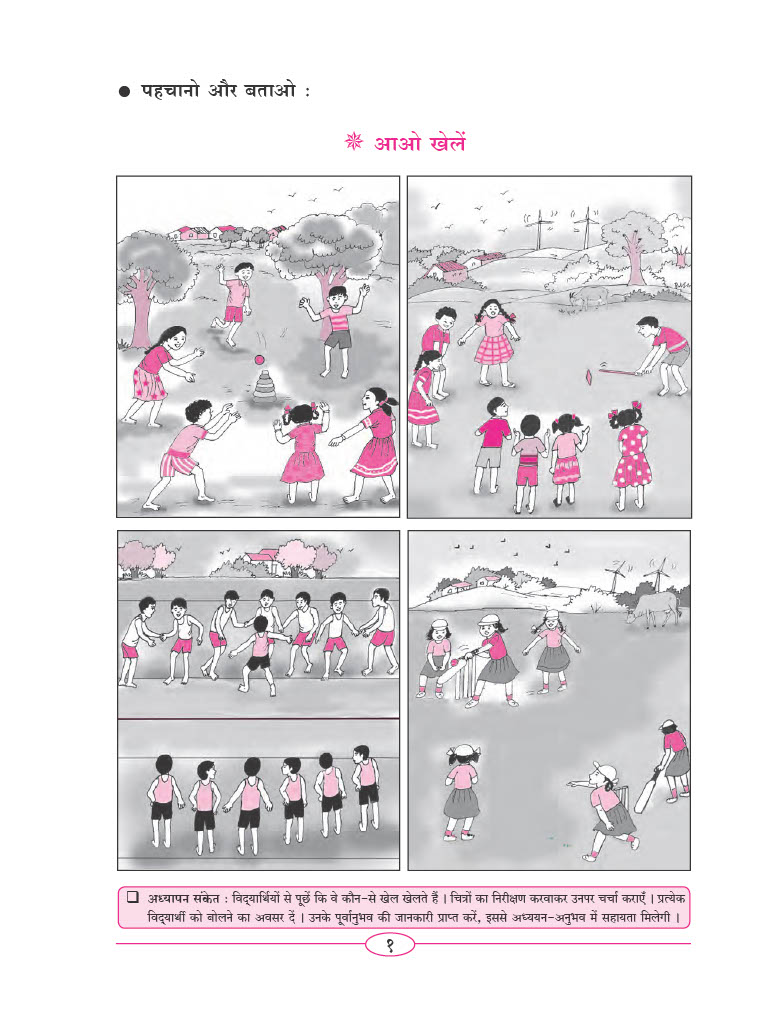 ● पहचानो और बताओ :
आओ खेलें
❑ अध्यापन संकेत : विद्‌यार्थियों से पूछें कि वे कौन-से खेल खेलते हैं । चित्रों का निरीक्षण करवाकर उनपर चर्चा कराएँ । प्रत्येक
विद्‌यार्थी को बोलने का अवसर दें । उनके पूर्वानुभव की जानकारी प्राप्त करें, इससे अध्ययन-अनुभव में सहायता मिलेगी ।
१